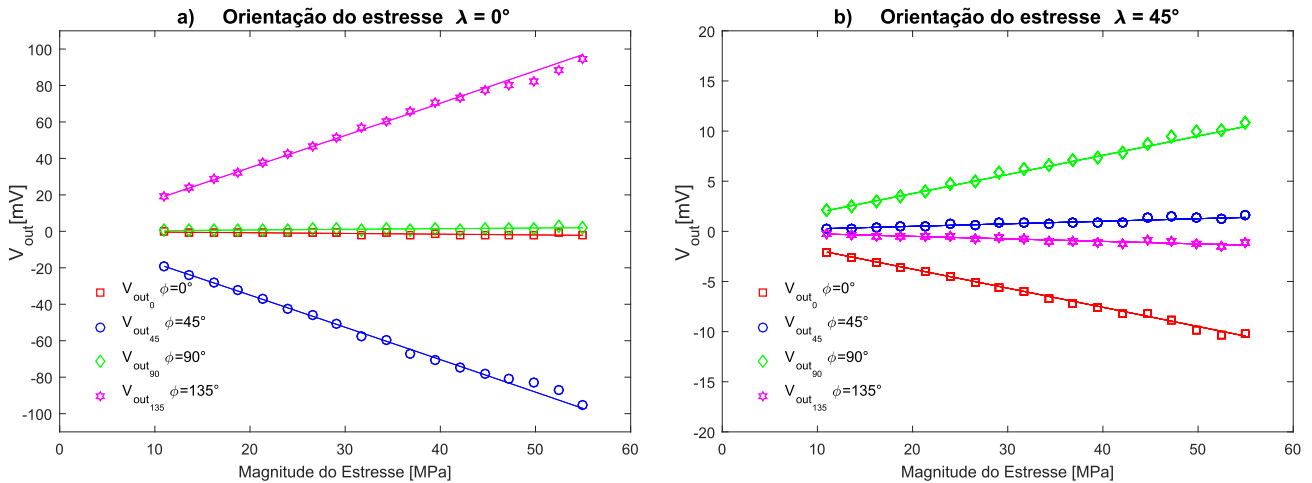 a) Orientação do estresse λ = 0°
V_out[mV]
100
80
60
40
20
0
-20
-40
-60
-80
-100
V_out_0 ϕ=0°
V_out_45 ϕ=45°
V_out_90 ϕ=90°
V_out_135 ϕ=135°
0 10 20 30 40 50 60
Magnitude do Estresse [MPa]
b) Orientação do estresse λ = 45°
V_out[mV]
20
15
10
5
0
-5
-10
-15
-20
V_out_0 ϕ=0°
V_out_45 ϕ=45°
V_out_90 ϕ=90°
V_out_135 ϕ=135°
0 10 20 30 40 50 60
Magnitude do Estresse [MPa]